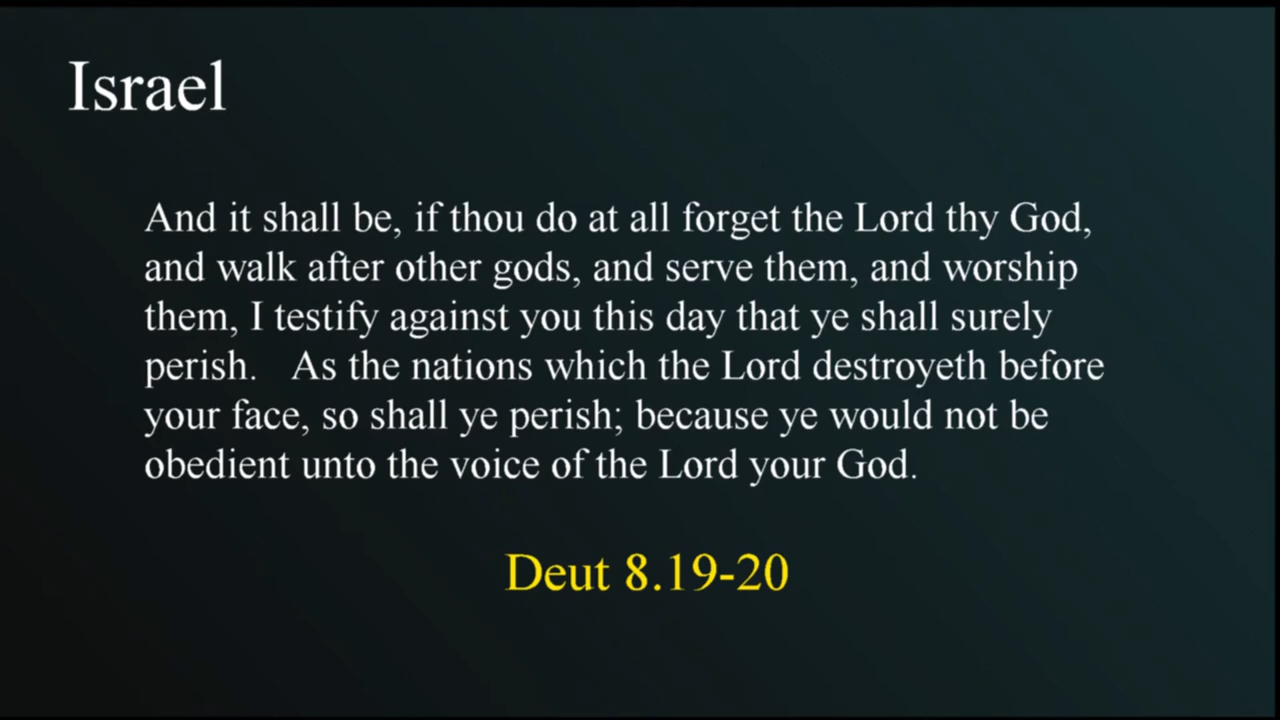 Israel
And it shall be, if thou do at all forget the Lord thy God,
and walk after other gods, and serve them, and worship
them, I testify against you this day that ye shall surely
perish.   As the nations which the Lord destroyeth before
your face, so shall ye perish; because ye would not be
obedient unto the voice of the Lord your God.
Deut 8.19-20